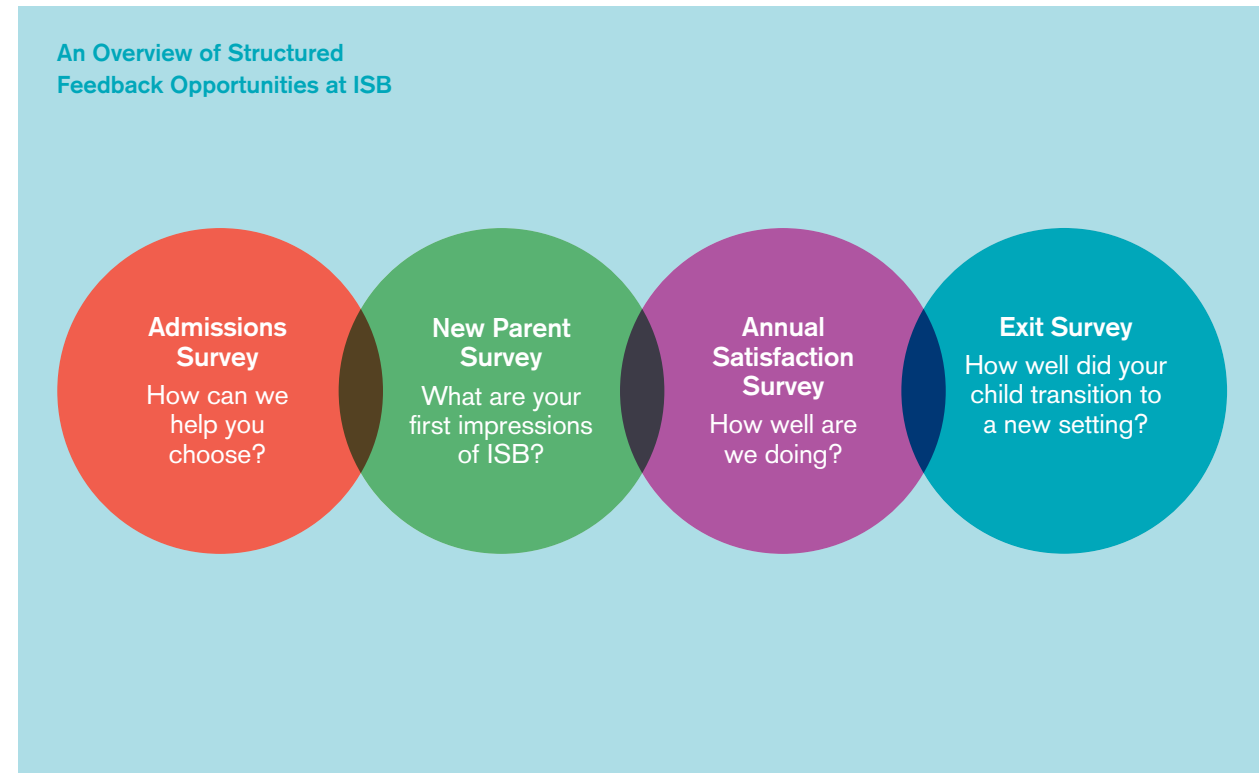 An Overview of Structured
Feedback Opportunities at ISB
Admissions
Survey
How can we
help you
choose?
New Parent
Survey
What are your
first impressions
of ISB?
Annual
Satisfaction
Survey
How well are
we doing?
Exit Survey
How well did your
child transition to
a new setting?